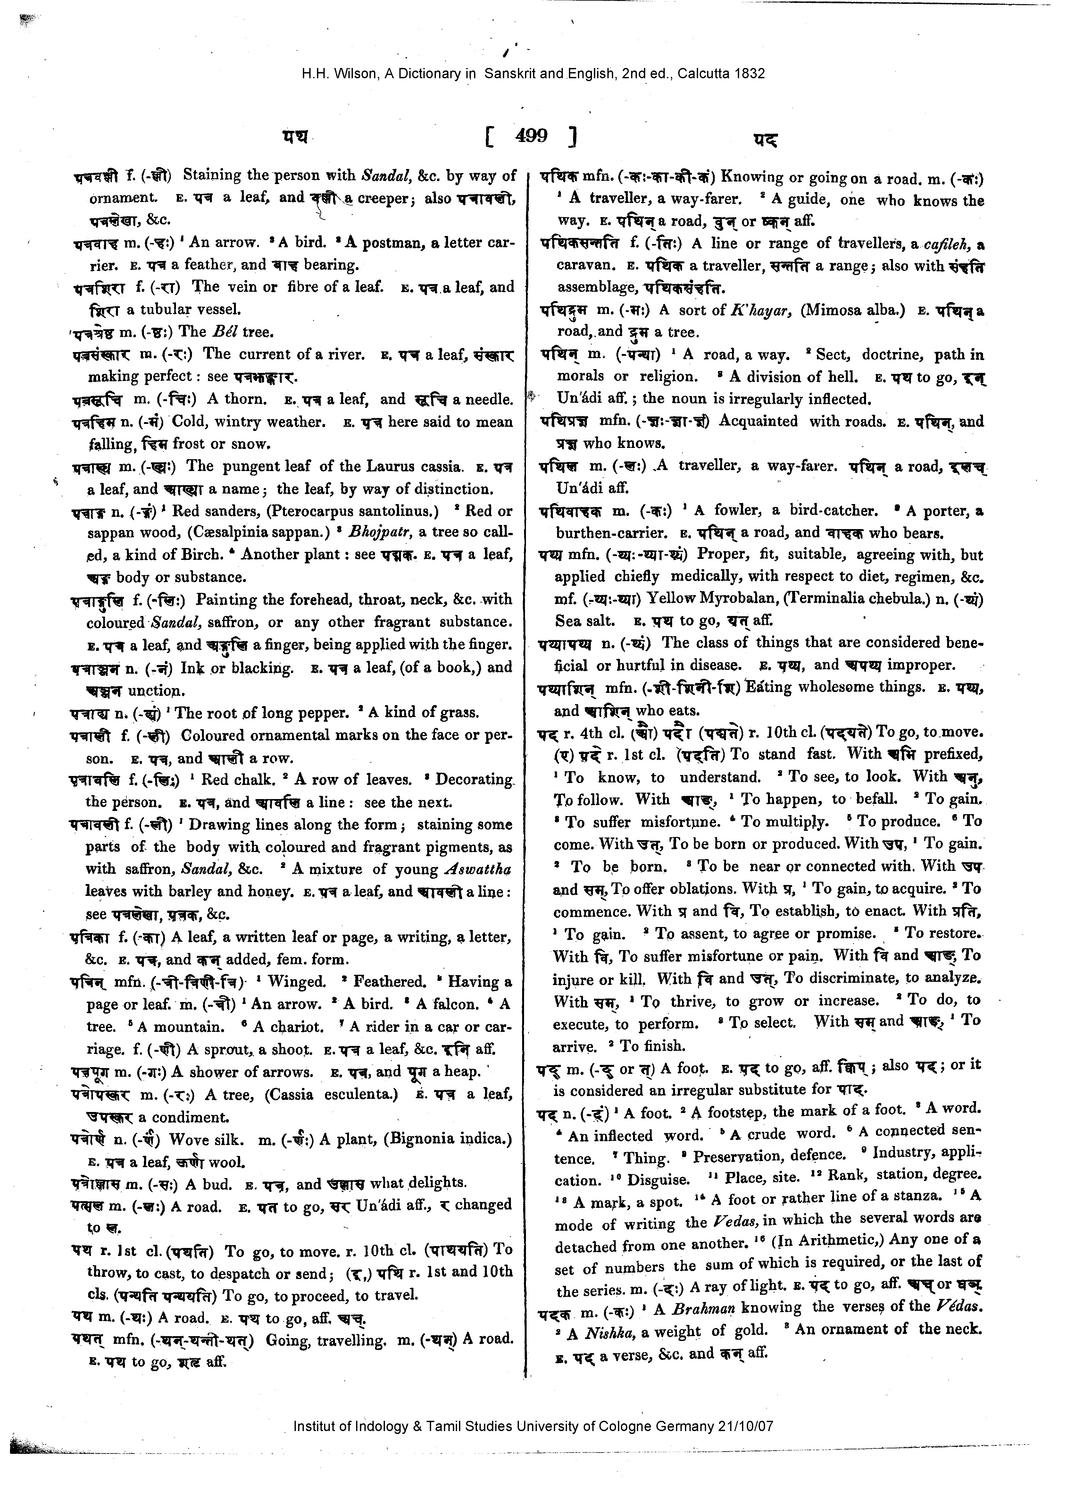 H.H. Wilson, A Dictionary in Sanskrit and English, 2nd ed., Calcutta 1832
पथ [ 499 ] पद
पत्रवल्ली f. (-ल्ली) Staining the person with Sandal, &c. by way of
ornament. E. पत्र a leaf, and वल्ली a creeper; also पत्रावली,
पत्रलेखा, &c.
पत्रवाह m. (-हः) ¹ An arrow. ² A bird. ³ A postman, a letter car-
rier. E. पत्र a feather, and वाह bearing.
पत्रशिरा f. (-रा) The vein or fibre of a leaf. E. पत्र a leaf, and
शिरा a tubular vessel.
पत्रश्रेष्ठ m. (-ष्ठः) The Bél tree.
पत्रसंस्कार m. (-रः) The current of a river. E. पत्र a leaf, संस्कार
making perfect : see पत्रझङ्कार.
पत्रसूचि m. (-चिः) A thorn. E. पत्र a leaf, and सूचि a needle.
पत्रहिम n. (-मं) Cold, wintry weather. E. पत्र here said to mean
falling, हिम frost or snow.
पत्राख्य m. (-ख्यः) The pungent leaf of the Laurus cassia. E. पत्र
a leaf, and आख्या a name; the leaf, by way of distinction.
पत्राङ्ग n. (-ङ्गं) ¹ Red sanders, (Pterocarpus santolinus.) ² Red or
sappan wood, (Cæsalpinia sappan.) ³ Bhojpatr, a tree so call-
ed, a kind of Birch. ⁴ Another plant : see पद्मक. E. पत्र a leaf,
अङ्ग body or substance.
पत्राङ्गुलि f. (-लिः) Painting the forehead, throat, neck, &c. with
coloured Sandal, saffron, or any other fragrant substance.
E. पत्र a leaf, and अङ्गुलि a finger, being applied with the finger.
पत्राञ्जन n. (-नं) Ink or blacking. E. पत्र a leaf, (of a book,) and
अञ्जन unction.
पत्राढ्य n. (-ढ्यं) ¹ The root of long pepper. ² A kind of grass.
पत्राली f. (-ली) Coloured ornamental marks on the face or per-
son. E. पत्र, and आली a row.
पत्रावलि f. (-लिः) ¹ Red chalk. ² A row of leaves. ³ Decorating
the person. E. पत्र, and आवलि a line : see the next.
पत्रावली f. (-ली) ¹ Drawing lines along the form; staining some
parts of the body with coloured and fragrant pigments, as
with saffron, Sandal, &c. ² A mixture of young Aswattha
leaves with barley and honey. E. पत्र a leaf, and आवली a line :
see पत्रलेखा, पत्रक, &c.
पत्रिका f. (-का) A leaf, a written leaf or page, a writing, a letter,
&c. E. पत्र, and कन् added, fem. form.
पत्रिन् mfn. (-त्री-त्रिणी-त्रि) ¹ Winged. ² Feathered. ³ Having a
page or leaf. m. (-त्री) ¹ An arrow. ² A bird. ³ A falcon. ⁴ A
tree. ⁵ A mountain. ⁶ A chariot. ⁷ A rider in a car or car-
riage. f. (-णी) A sprout, a shoot. E. पत्र a leaf, &c. इनि aff.
पत्रपूग m. (-गः) A shower of arrows. E. पत्र, and पूग a heap.
पत्रोपस्कर m. (-रः) A tree, (Cassia esculenta.) E. पत्र a leaf,
उपस्कर a condiment.
पत्रोर्ण n. (-र्णं) Wove silk. m. (-र्णः) A plant, (Bignonia indica.)
E. पत्र a leaf, ऊर्ण wool.
पत्रोल्लास m. (-सः) A bud. E. पत्र, and उल्लास what delights.
पत्सल m. (-लः) A road. E. पत to go, सर Un'ádi aff., र changed
to ल.
पथ r. 1st cl. (पथति) To go, to move. r. 10th cl. (पाथयति) To
throw, to cast, to despatch or send; (इ,) पथि r. 1st and 10th
cls. (पन्थति पन्थयति) To go, to proceed, to travel.
पथ m. (-थः) A road. E. पथ to go, aff. अच्.
पथत् mfn. (-थन्-थन्ती-थत्) Going, travelling. m. (-थन्) A road.
E. पथ to go, शतृ aff.
पथिक mfn. (-कः-का-की-कं) Knowing or going on a road. m. (-कः)
¹ A traveller, a way-farer. ² A guide, one who knows the
way. E. पथिन् a road, वुन् or ष्कन् aff.
पथिकसन्तति f. (-तिः) A line or range of travellers, a cafileh, a
caravan. E. पथिक a traveller, सन्तति a range; also with संहति
assemblage, पथिकसंहति.
पथिद्रुम m. (-मः) A sort of K'hayar, (Mimosa alba.) E. पथिन् a
road, and द्रुम a tree.
पथिन् m. (-पन्था) ¹ A road, a way. ² Sect, doctrine, path in
morals or religion. ³ A division of hell. E. पथ to go, इन्
Un'ádi aff.; the noun is irregularly inflected.
पथिप्रज्ञ mfn. (-ज्ञः-ज्ञा-ज्ञं) Acquainted with roads. E. पथिन्, and
प्रज्ञ who knows.
पथिल m. (-लः) A traveller, a way-farer. पथिन् a road, इलच्
Un'ádi aff.
पथिवाहक m. (-कः) ¹ A fowler, a bird-catcher. ² A porter, a
burthen-carrier. E. पथिन् a road, and वाहक who bears.
पथ्य mfn. (-थ्यः-थ्या-थ्यं) Proper, fit, suitable, agreeing with, but
applied chiefly medically, with respect to diet, regimen, &c.
mf. (-थ्यः-थ्या) Yellow Myrobalan, (Terminalia chebula.) n. (-थ्यं)
Sea salt. E. पथ to go, यत् aff.
पथ्यापथ्य n. (-थ्यं) The class of things that are considered bene-
ficial or hurtful in disease. E. पथ्य, and अपथ्य improper.
पथ्याशिन् mfn. (-शी-शिनी-शि) Eating wholesome things. E. पथ्य,
and आशिन् who eats.
पद r. 4th cl. (औ) पदौ (पद्यते) r. 10th cl. (पदयते) To go, to move.
(ए) पदे r. 1st cl. (पदति) To stand fast. With अभि prefixed,
¹ To know, to understand. ² To see, to look. With अनु,
To follow. With आङ्, ¹ To happen, to befall. ² To gain.
³ To suffer misfortune. ⁴ To multiply. ⁵ To produce. ⁶ To
come. With उत्, To be born or produced. With उप, ¹ To gain.
² To be born. ³ To be near or connected with. With उप
and सम्, To offer oblations. With प्र, ¹ To gain, to acquire. ² To
commence. With प्र and वि, To establish, to enact. With प्रति,
¹ To gain. ² To assent, to agree or promise. ³ To restore.
With वि, To suffer misfortune or pain. With वि and आङ्, To
injure or kill. With वि and उत्, To discriminate, to analyze.
With सम्, ¹ To thrive, to grow or increase. ² To do, to
execute, to perform. ³ To select. With सम् and आङ्, ¹ To
arrive. ² To finish.
पद् m. (-द् or त्) A foot. E. पद to go, aff. क्विप्; also पद; or it
is considered an irregular substitute for पाद.
पद n. (-दं) ¹ A foot. ² A footstep, the mark of a foot. ³ A word.
⁴ An inflected word. ⁵ A crude word. ⁶ A connected sen-
tence. ⁷ Thing. ⁸ Preservation, defence. ⁹ Industry, appli-
cation. ¹⁰ Disguise. ¹¹ Place, site. ¹² Rank, station, degree.
¹³ A mark, a spot. ¹⁴ A foot or rather line of a stanza. ¹⁵ A
mode of writing the Vedas, in which the several words are
detached from one another. ¹⁶ (In Arithmetic,) Any one of a
set of numbers the sum of which is required, or the last of
the series. m. (-दः) A ray of light. E. पद to go, aff. अच् or घञ्.
पदक m. (-कः) ¹ A Brahman knowing the verses of the Védas.
² A Nishka, a weight of gold. ³ An ornament of the neck.
E. पद a verse, &c. and कन् aff.
Institut of Indology & Tamil Studies University of Cologne Germany 21/10/07